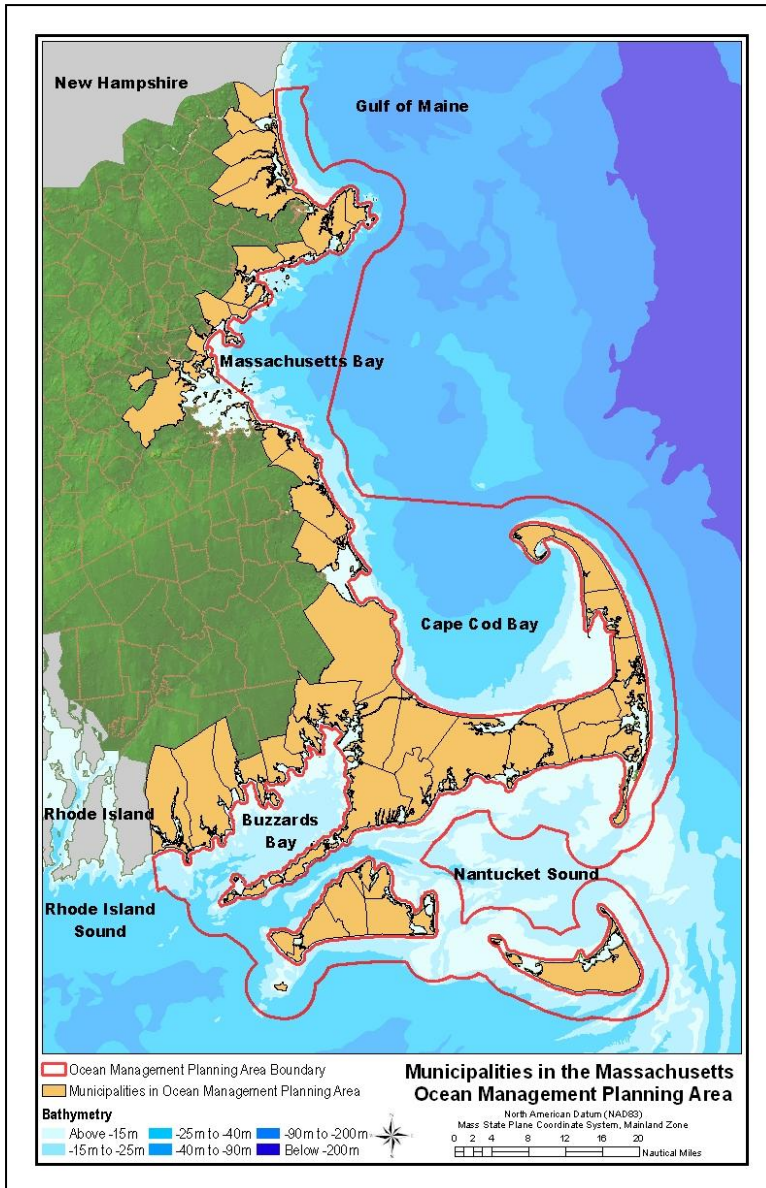 New Hampshire
Gulf of Maine
Massachusetts Bay
Cape Cod Bay
Rhode Island
Buzzards
Bay
Nantucket Sound
Rhode Island
Sound
Ocean Management Planning Area Boundary
Municipalities in Ocean Management Planning Area
Bathymetry
Above -15m
-25m to -40m
-90m to -200m
-15m to -25m
-40m to -90m
Below -200m
Municipalities in the Massachusetts
Ocean Management Planning Area
North American Datum (NAD83)
Mass State Plane Coordinate System, Mainland Zone
0 2 4 8 12 16 20
Nautical Miles